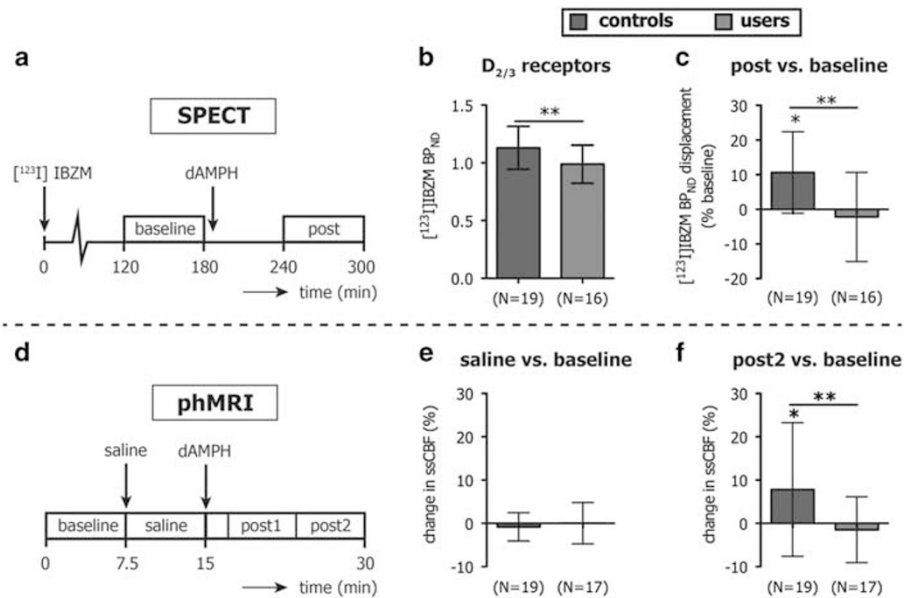 controls users
a
SPECT
[¹²³I] IBZM dAMPH
baseline post
0 120 180 240 300
time (min)
b D₂/₃ receptors
[¹²³I]IBZM BP_ND
1.5
1.0
0.5
0.0
**
(N=19) (N=16)
c post vs. baseline
[¹²³I]IBZM BP_ND displacement
(% baseline)
30
20
10
0
-10
-20
**
*
(N=19) (N=16)
d
phMRI
saline dAMPH
baseline saline post1 post2
0 7.5 15 30
time (min)
e saline vs. baseline
change in ssCBF (%)
30
20
10
0
-10
(N=19) (N=17)
f post2 vs. baseline
change in ssCBF (%)
30
20
10
0
-10
**
*
(N=19) (N=17)